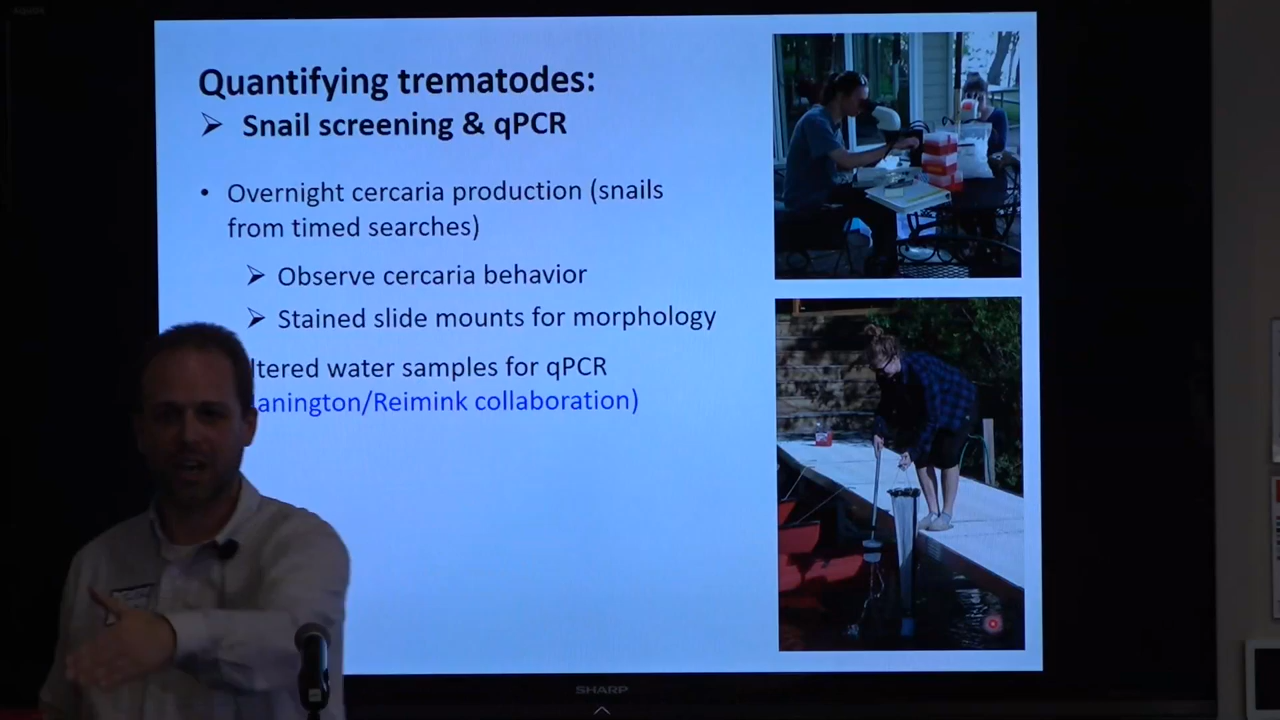 Quantifying trematodes:
➢ Snail screening & qPCR
• Overnight cercaria production (snails
from timed searches)
➢ Observe cercaria behavior
➢ Stained slide mounts for morphology
ltered water samples for qPCR
anington/Reimink collaboration)
SHARP